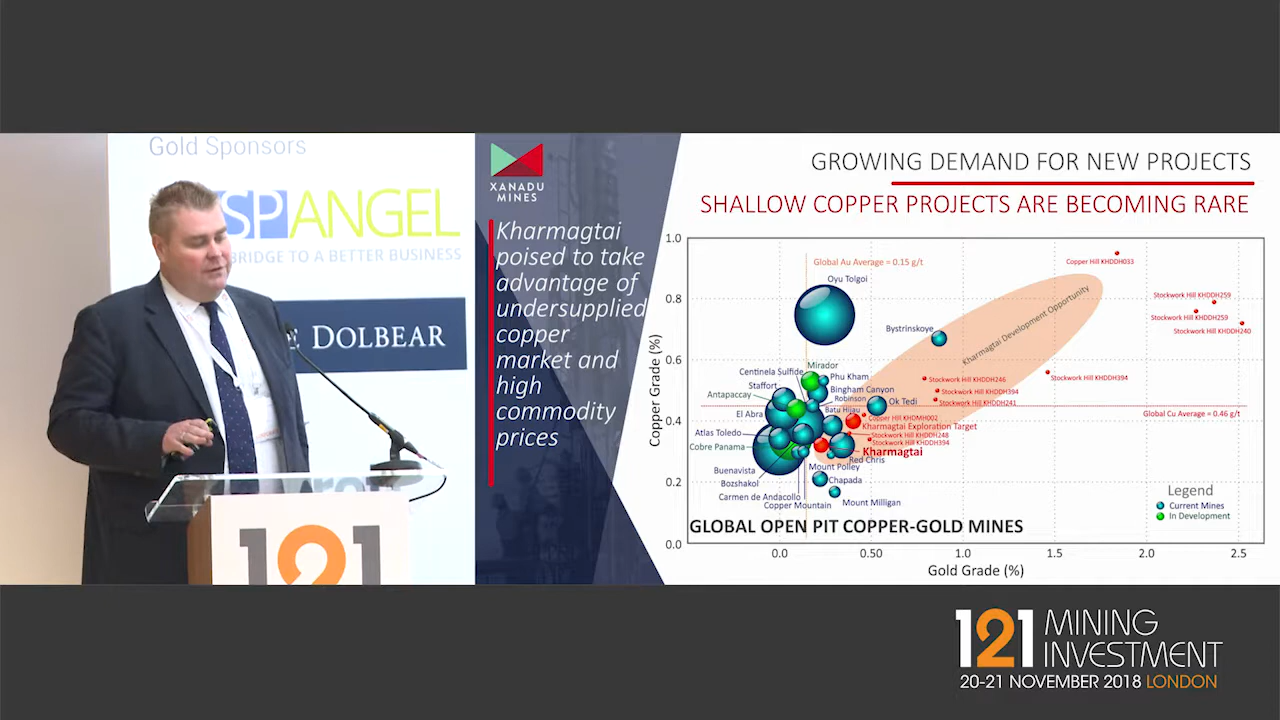 Gold Sponsors
SP ANGEL
BRIDGE TO A BETTER BUSINESS
E DOLBEAR
121
XANADU
MINES
Kharmagtai
poised to take
advantage of
undersupplied
copper
market and
high
commodity
prices
GROWING DEMAND FOR NEW PROJECTS
SHALLOW COPPER PROJECTS ARE BECOMING RARE
Copper Grade (%)
1.0
0.8
0.6
0.4
0.2
0.0
Global Au Average = 0.15 g/t
Copper Hill KHDDH033
Oyu Tolgoi
Kharmagtai Development Opportunity
Stockwork Hill KHDDH259
Stockwork Hill KHDDH259
Stockwork Hill KHDDH240
Bystrinskoye
Mirador
Centinela Sulfide
Phu Kham
Stockwork Hill KHDDH246
Stockwork Hill KHDDH394
Staffort
Bingham Canyon
Stockwork Hill KHDDH394
Antapaccay
Robinson
Ok Tedi
Stockwork Hill KHDDH241
El Abra
Batu Hijau
Copper Hill KHDMH002
Global Cu Average = 0.46 g/t
Kharmagtai Exploration Target
Atlas Toledo
Stockwork Hill KHDDH248
Stockwork Hill KHDDH394
Cobre Panama
Kharmagtai
Red Chris
Buenavista
Mount Polley
Bozshakol
Chapada
Carmen de Andacollo
Copper Mountain
Mount Milligan
Legend
Current Mines
In Development
GLOBAL OPEN PIT COPPER-GOLD MINES
0.0
0.50
1.0
1.5
2.0
2.5
Gold Grade (%)
121 MINING
INVESTMENT
20-21 NOVEMBER 2018 LONDON